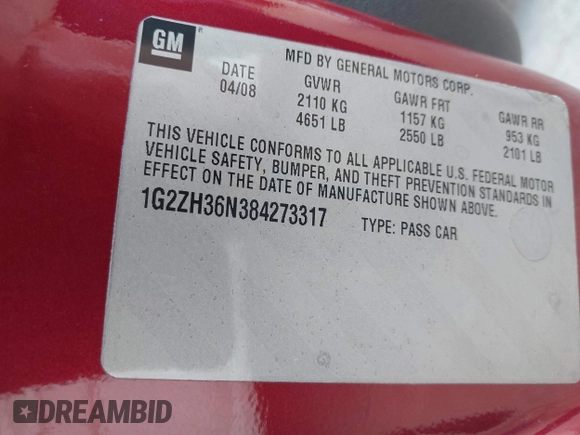 GM
MFD BY GENERAL MOTORS CORP.
DATE GVWR GAWR FRT GAWR RR
04/08 2110 KG 1157 KG 953 KG
4651 LB 2550 LB 2101 LB
THIS VEHICLE CONFORMS TO ALL APPLICABLE U.S. FEDERAL MOTOR
VEHICLE SAFETY, BUMPER, AND THEFT PREVENTION STANDARDS IN
EFFECT ON THE DATE OF MANUFACTURE SHOWN ABOVE.
1G2ZH36N384273317 TYPE: PASS CAR
DREAMBID